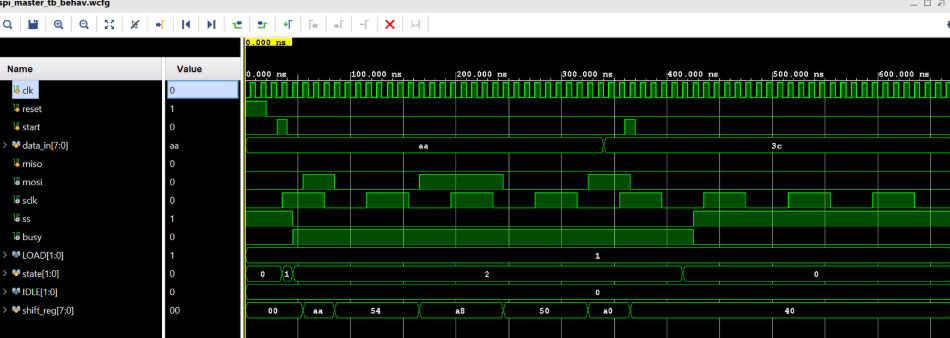 spi_master_tb_behav.wcfg
0.000 ns
Name Value
0.000 ns 100.000 ns 200.000 ns 300.000 ns 400.000 ns 500.000 ns 600.000 ns
clk 0
reset 1
start 0
data_in[7:0] aa aa 3c
miso 0
mosi 0
sclk 0
ss 1
busy 0
LOAD[1:0] 1 1
state[1:0] 0 0 1 2 0
IDLE[1:0] 0 0
shift_reg[7:0] 00 00 aa 54 a8 50 a0 40